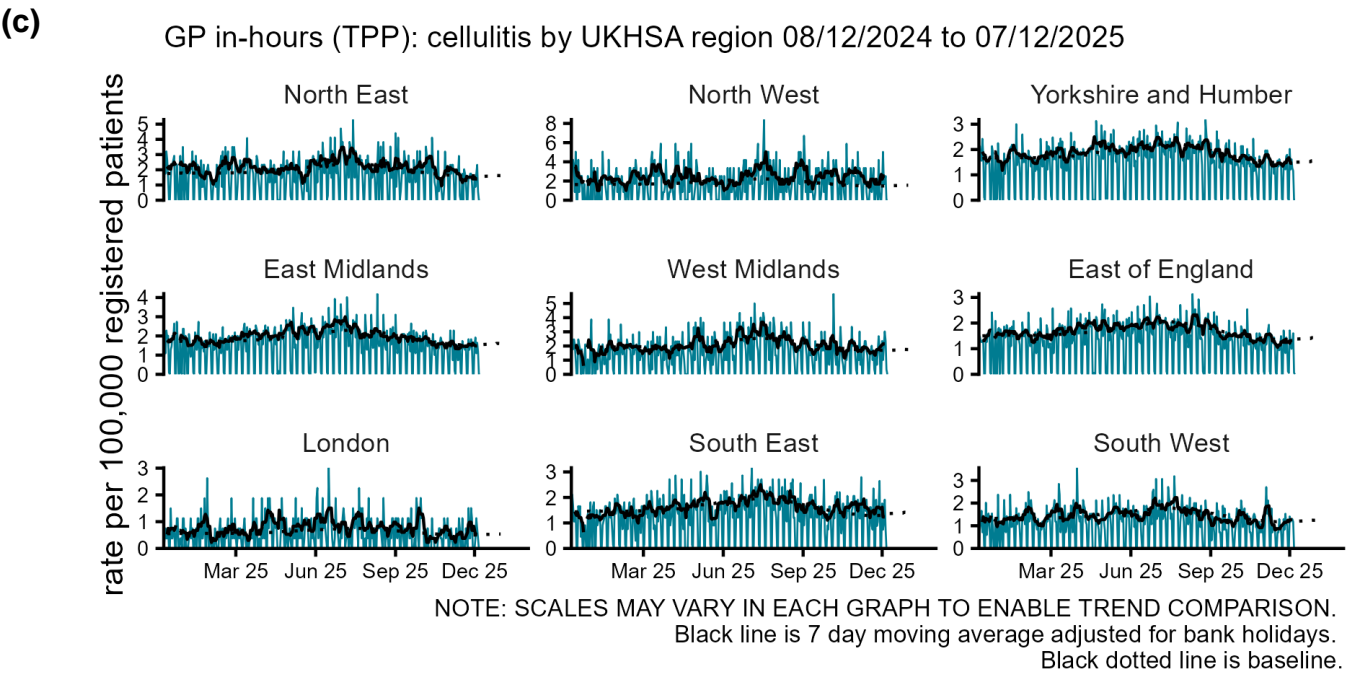 (c)
GP in-hours (TPP): cellulitis by UKHSA region 08/12/2024 to 07/12/2025
rate per 100,000 registered patients
North East
5
4
3
3
2
2
1
0
North West
8
6
4
2
0
Yorkshire and Humber
3
2
1
0
East Midlands
4
3
2
1
0
West Midlands
5
4
3
2
2
1
1
0
East of England
3
2
1
0
London
3
2
1
0
Mar 25 Jun 25 Sep 25 Dec 25
South East
3
2
1
0
Mar 25 Jun 25 Sep 25 Dec 25
South West
3
2
1
0
Mar 25 Jun 25 Sep 25 Dec 25
NOTE: SCALES MAY VARY IN EACH GRAPH TO ENABLE TREND COMPARISON.
Black line is 7 day moving average adjusted for bank holidays.
Black dotted line is baseline.